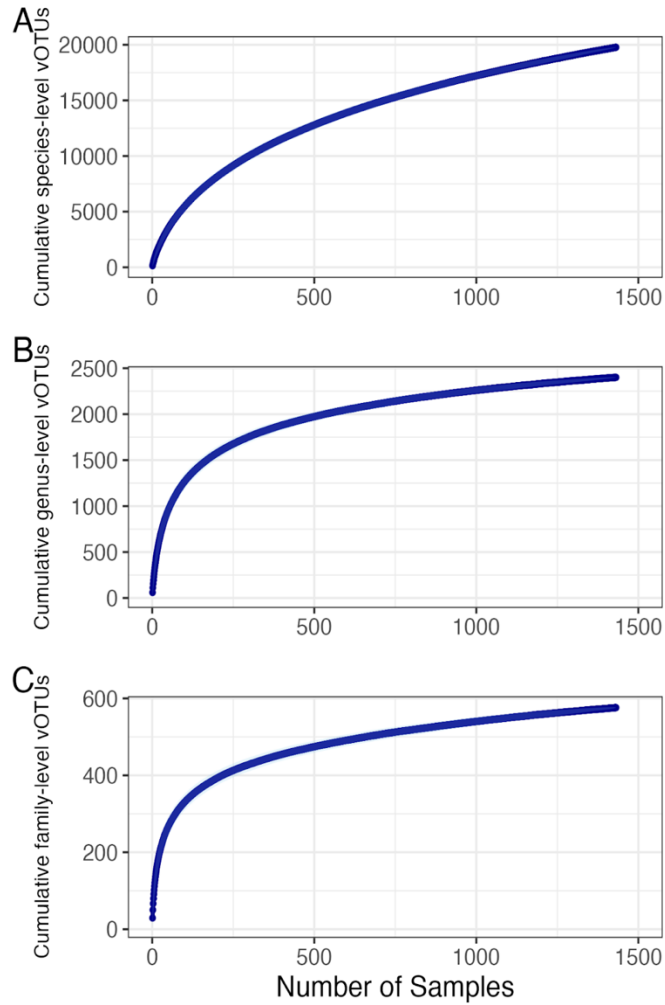 A
Cumulative species-level vOTUs
20000
15000
10000
5000
0
0 500 1000 1500
B
Cumulative genus-level vOTUs
2500
2000
1500
1000
500
0
0 500 1000 1500
C
Cumulative family-level vOTUs
600
400
200
0
0 500 1000 1500
Number of Samples